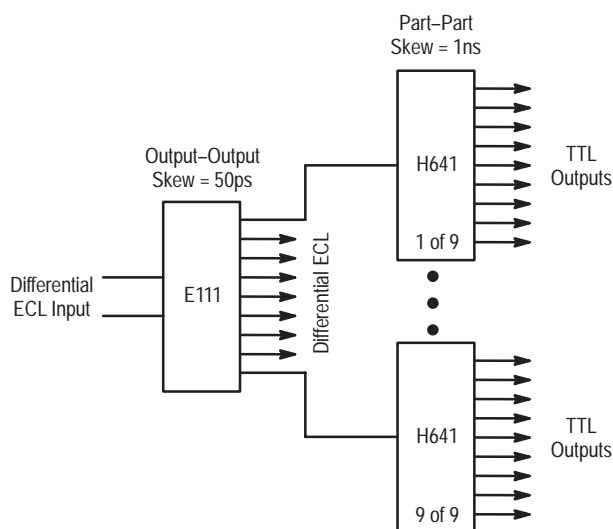 Part–Part
Skew = 1ns
Output–Output
Skew = 50ps
H641
1 of 9
TTL
Outputs
Differential
ECL Input
E111
Differential ECL
H641
9 of 9
TTL
Outputs